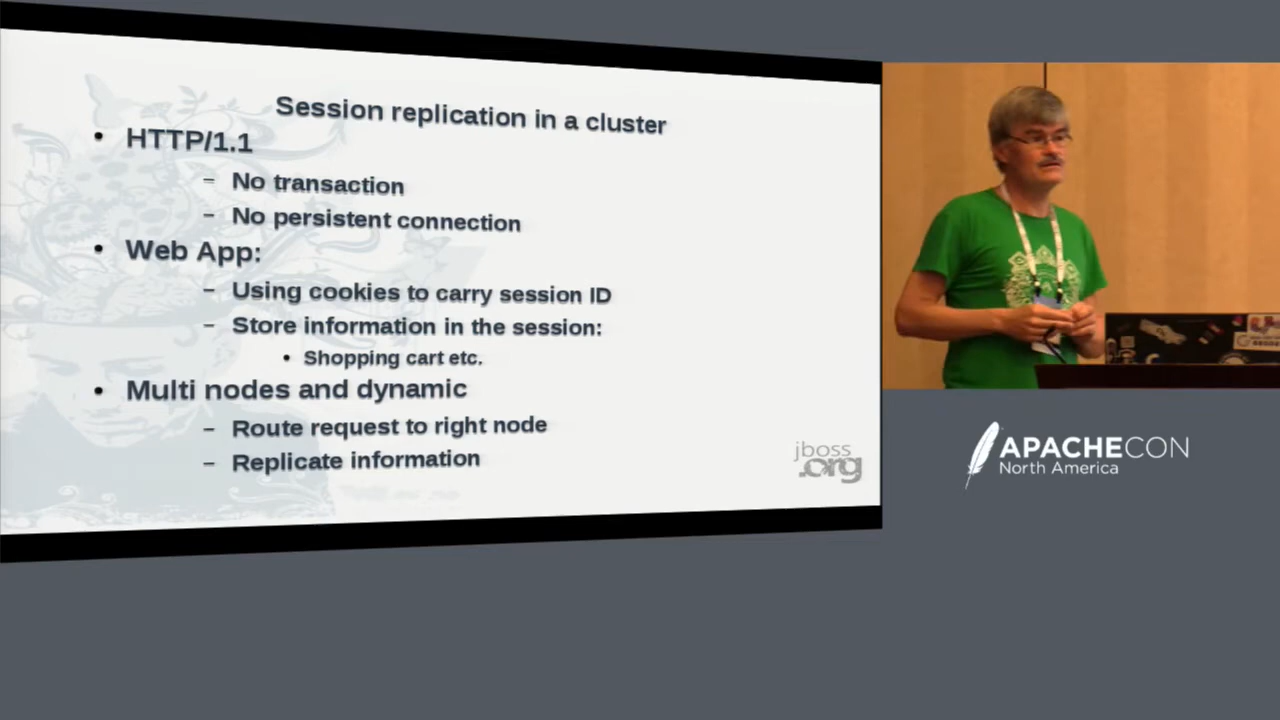 Session replication in a cluster
• HTTP/1.1
– No transaction
– No persistent connection
• Web App:
– Using cookies to carry session ID
– Store information in the session:
• Shopping cart etc.
• Multi nodes and dynamic
– Route request to right node
– Replicate information
jboss
.org
APACHECON
North America